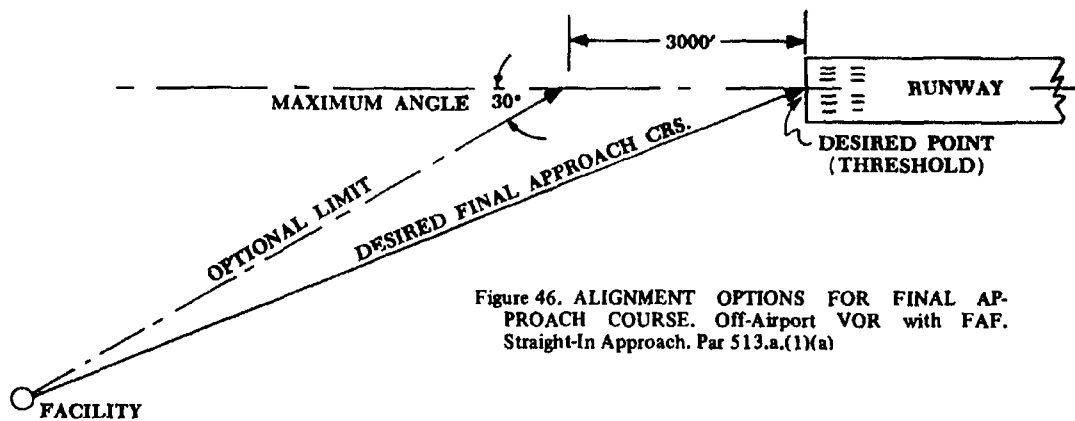 3000'
RUNWAY
MAXIMUM ANGLE
30°
DESIRED POINT
(THRESHOLD)
DESIRED FINAL APPROACH CRS.
OPTIONAL LIMIT
Figure 46. ALIGNMENT OPTIONS FOR FINAL AP-
PROACH COURSE. Off-Airport VOR with FAF.
Straight-In Approach. Par 513.a.(1)(a)
FACILITY